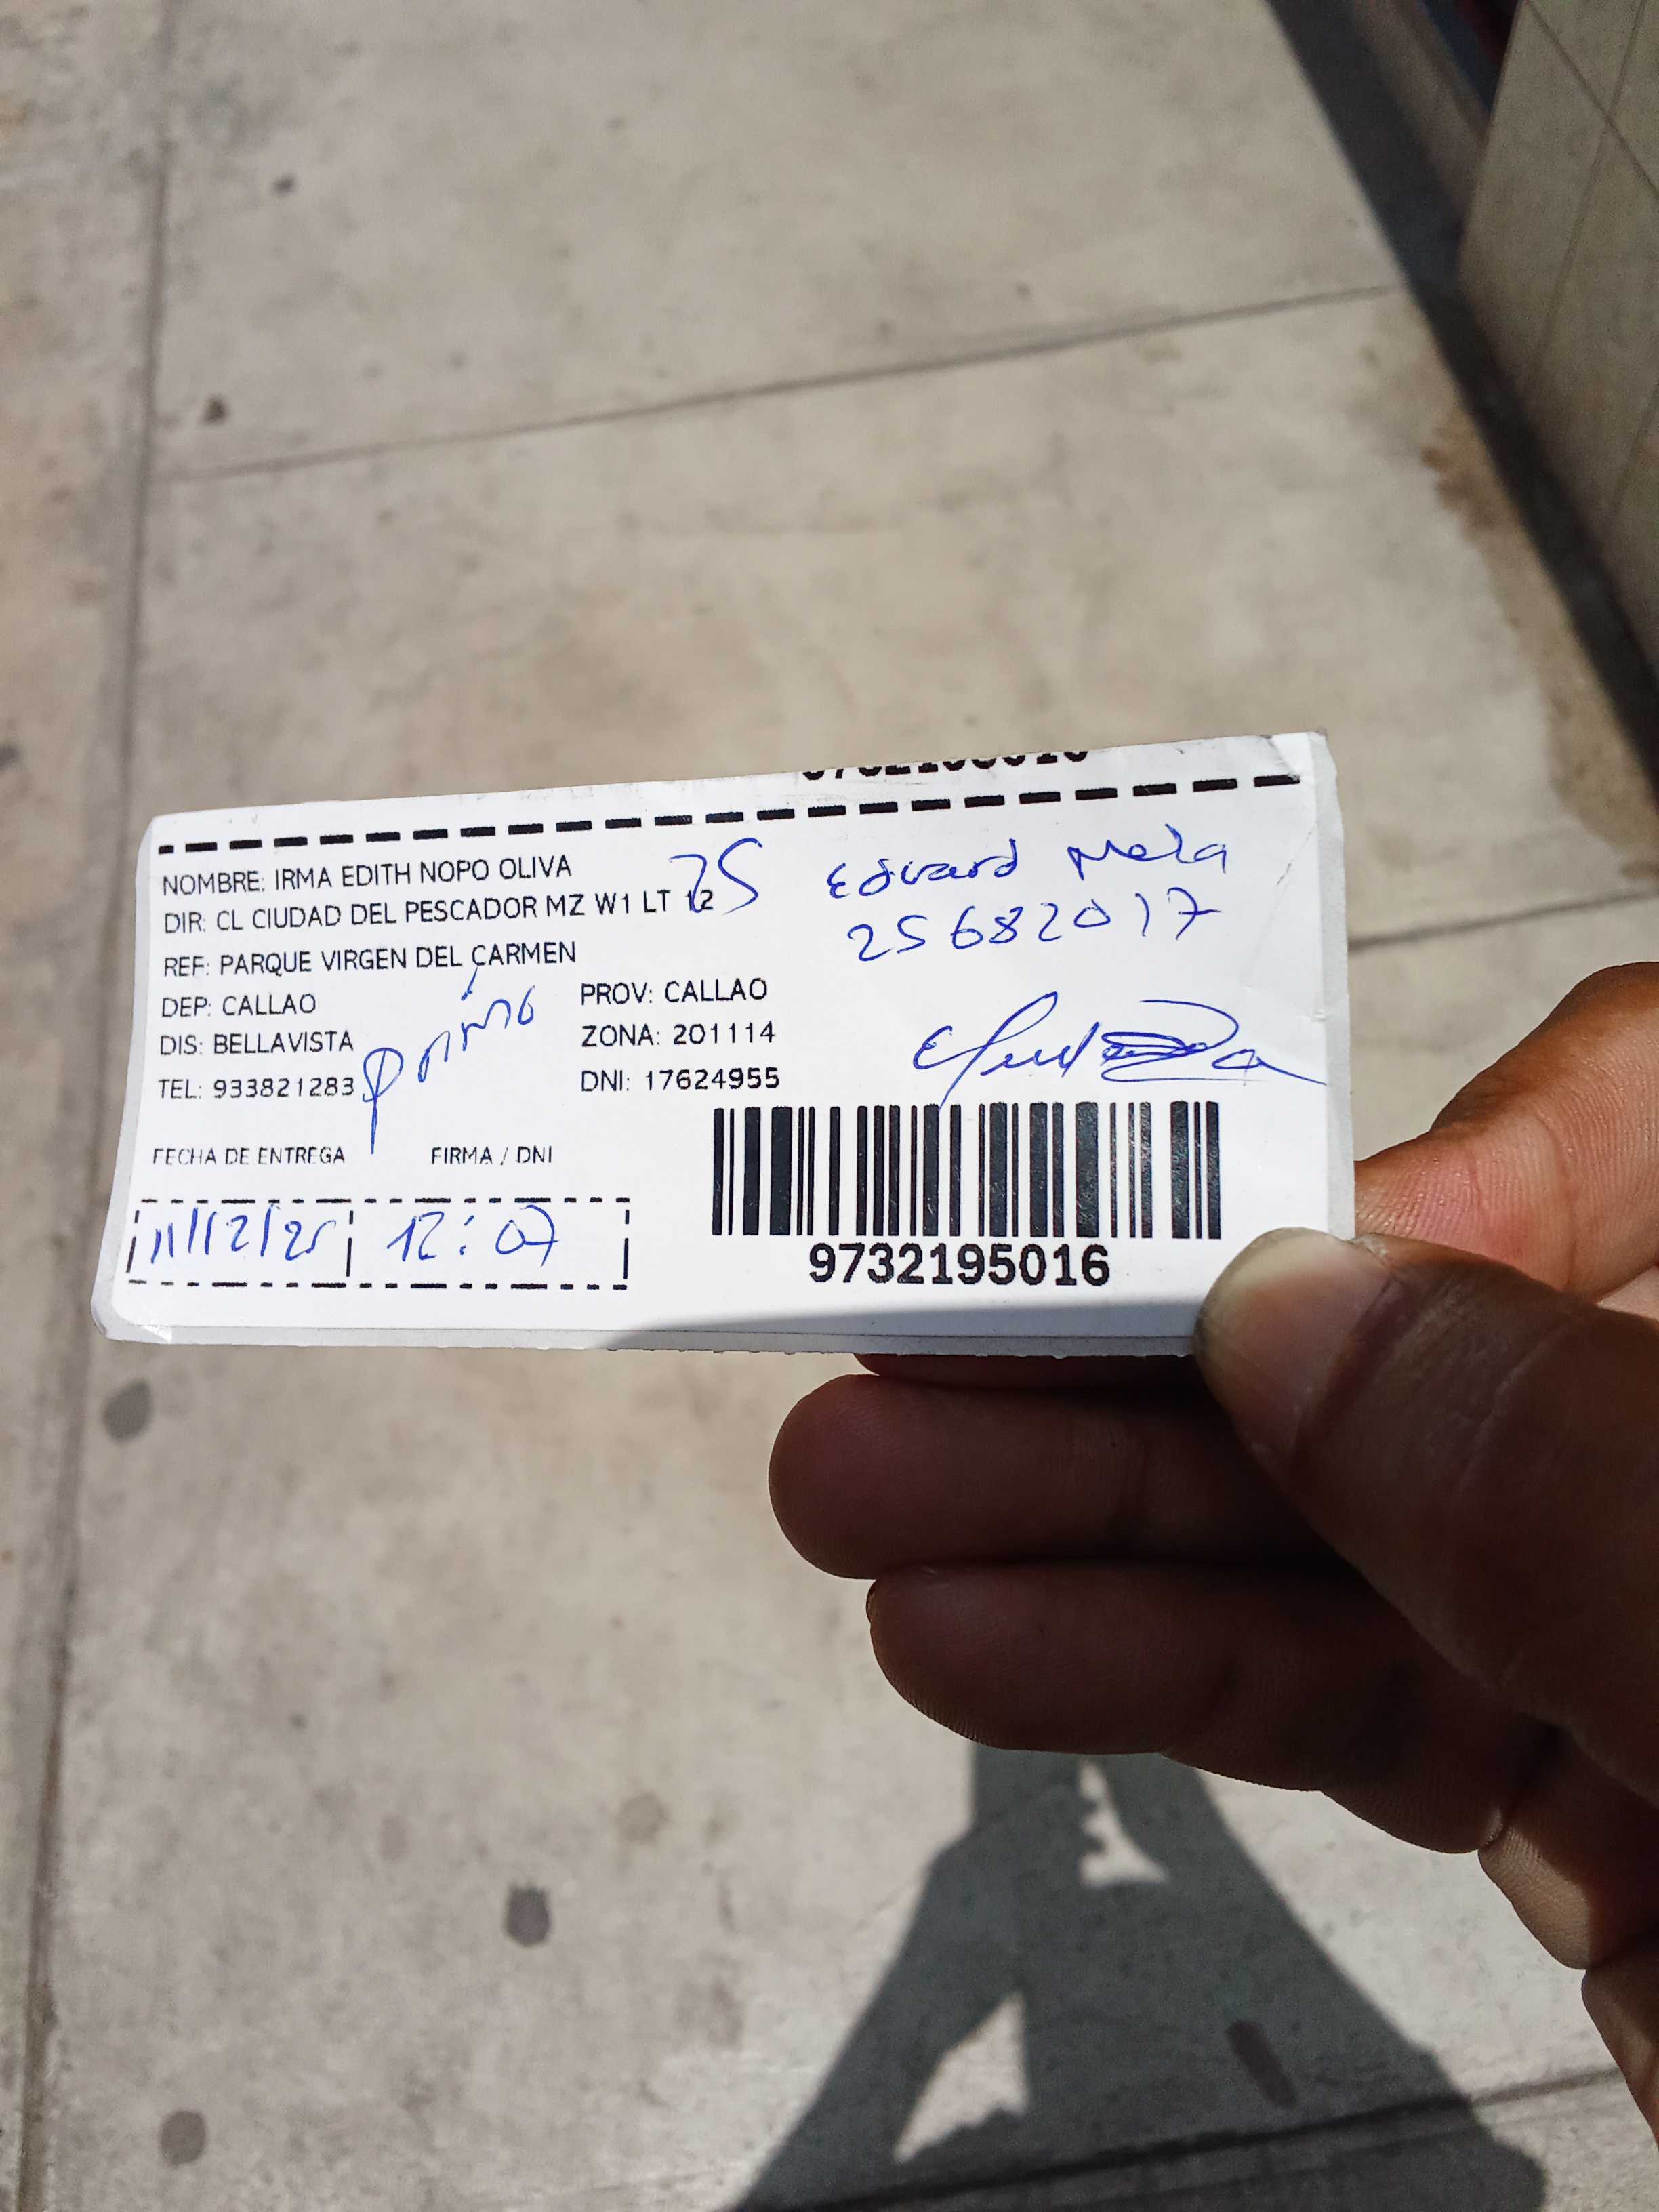 NOMBRE: IRMA EDITH NOPO OLIVA
DIR: CL CIUDAD DEL PESCADOR MZ W1 LT 12
25
REF: PARQUE VIRGEN DEL CARMEN
DEP: CALLAO
PROV: CALLAO
DIS: BELLAVISTA
ZONA: 201114
TEL: 933821283
DNI: 17624955
primo
Edward
25682017
FECHA DE ENTREGA
FIRMA / DNI
11/12/25
12:07
9732195016